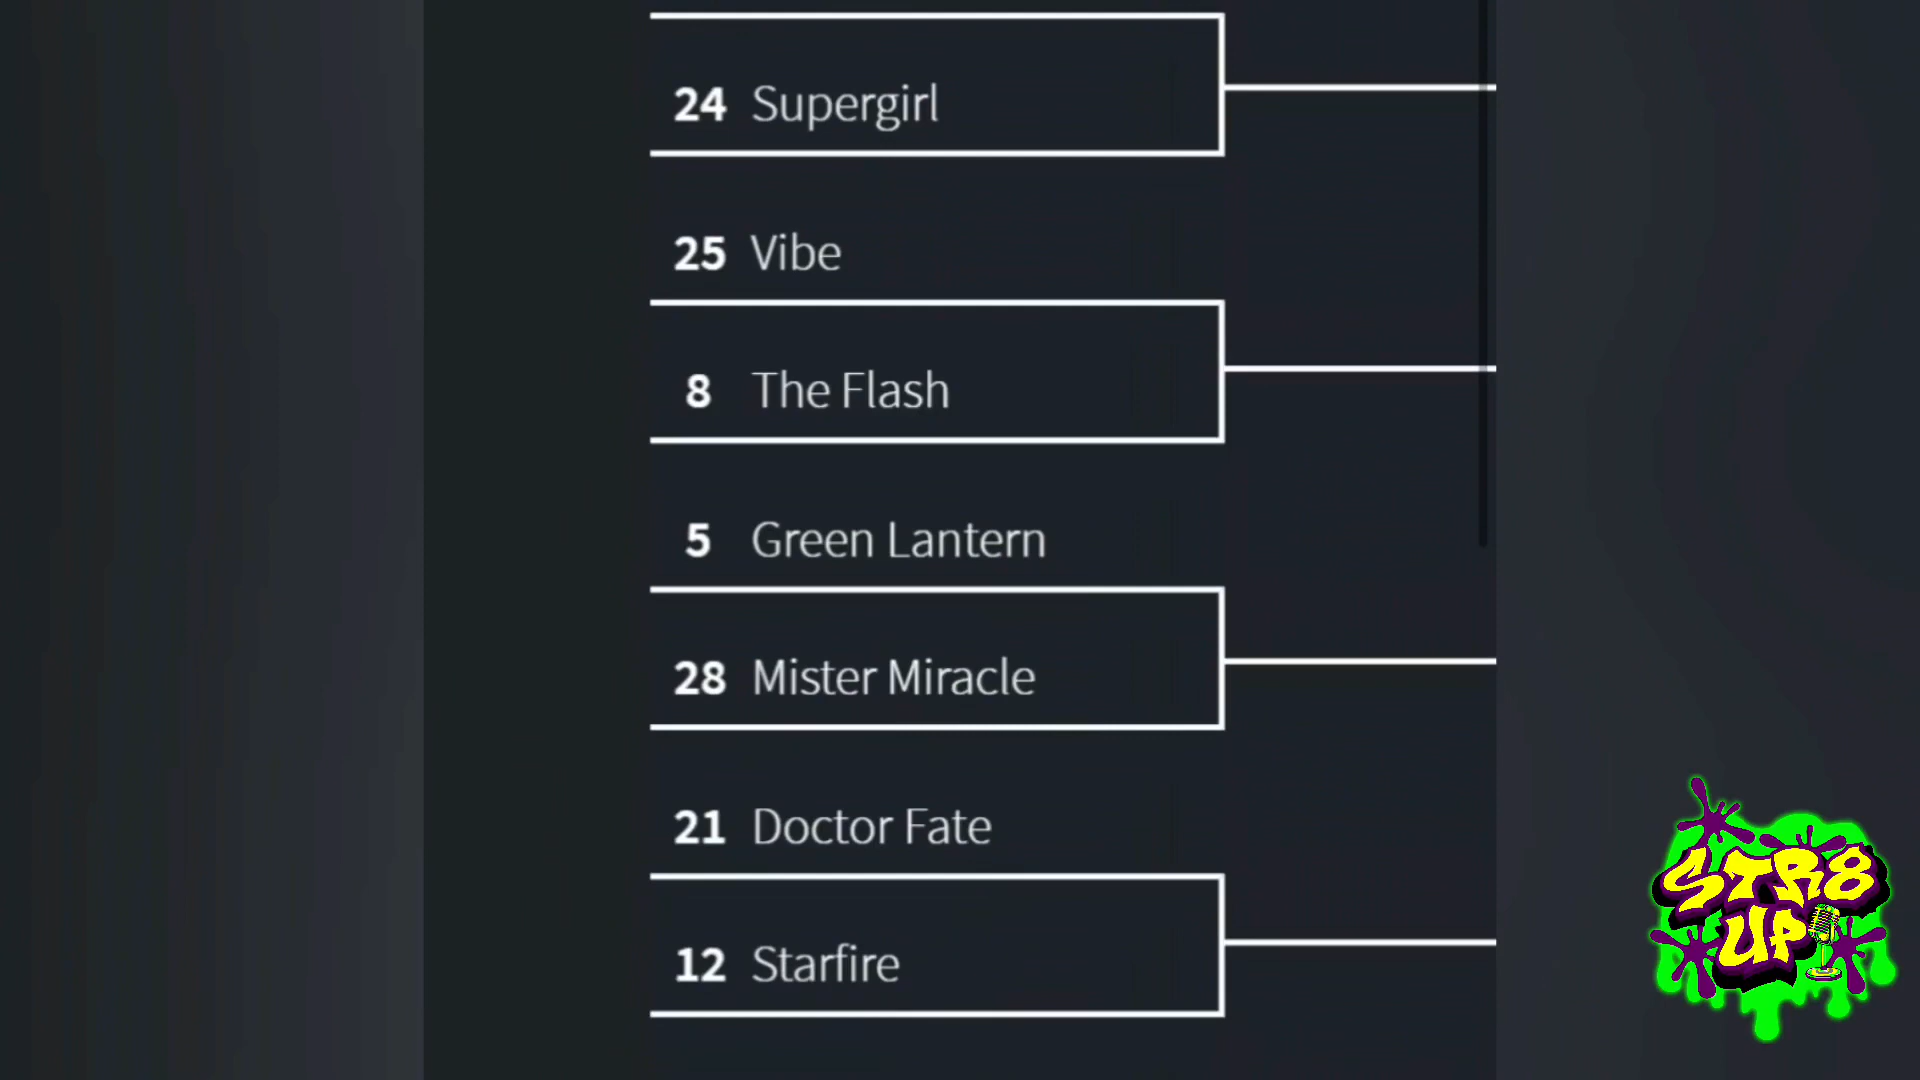 24 Supergirl
25 Vibe
8 The Flash
5 Green Lantern
28 Mister Miracle
21 Doctor Fate
12 Starfire
STR8
UP